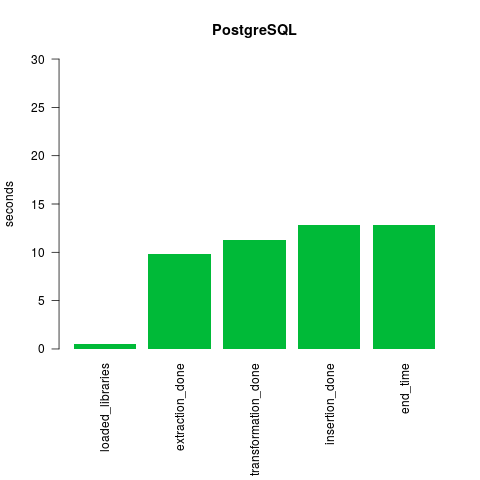 PostgreSQL
30
25
20
15
10
5
0
seconds
loaded_libraries
extraction_done
transformation_done
insertion_done
end_time